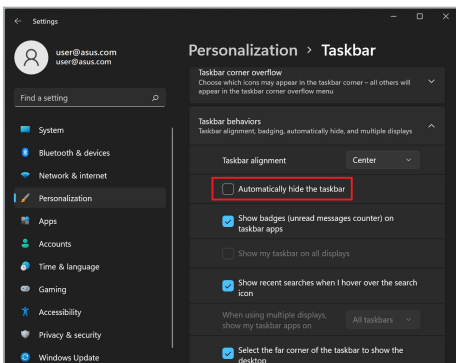 Settings
user@asus.com
user@asus.com
Find a setting
System
Bluetooth & devices
Network & internet
Personalization
Apps
Accounts
Time & language
Gaming
Accessibility
Privacy & security
Windows Update
Personalization > Taskbar
Taskbar corner overflow
Choose which icons may appear in the taskbar corner – all others will
appear in the taskbar corner overflow menu
Taskbar behaviors
Taskbar alignment, badging, automatically hide, and multiple displays
Taskbar alignment
Center
Automatically hide the taskbar
Show badges (unread messages counter) on
taskbar apps
Show my taskbar on all displays
Show recent searches when I hover over the search
icon
When using multiple displays,
show my taskbar apps on
All taskbars
Select the far corner of the taskbar to show the
desktop